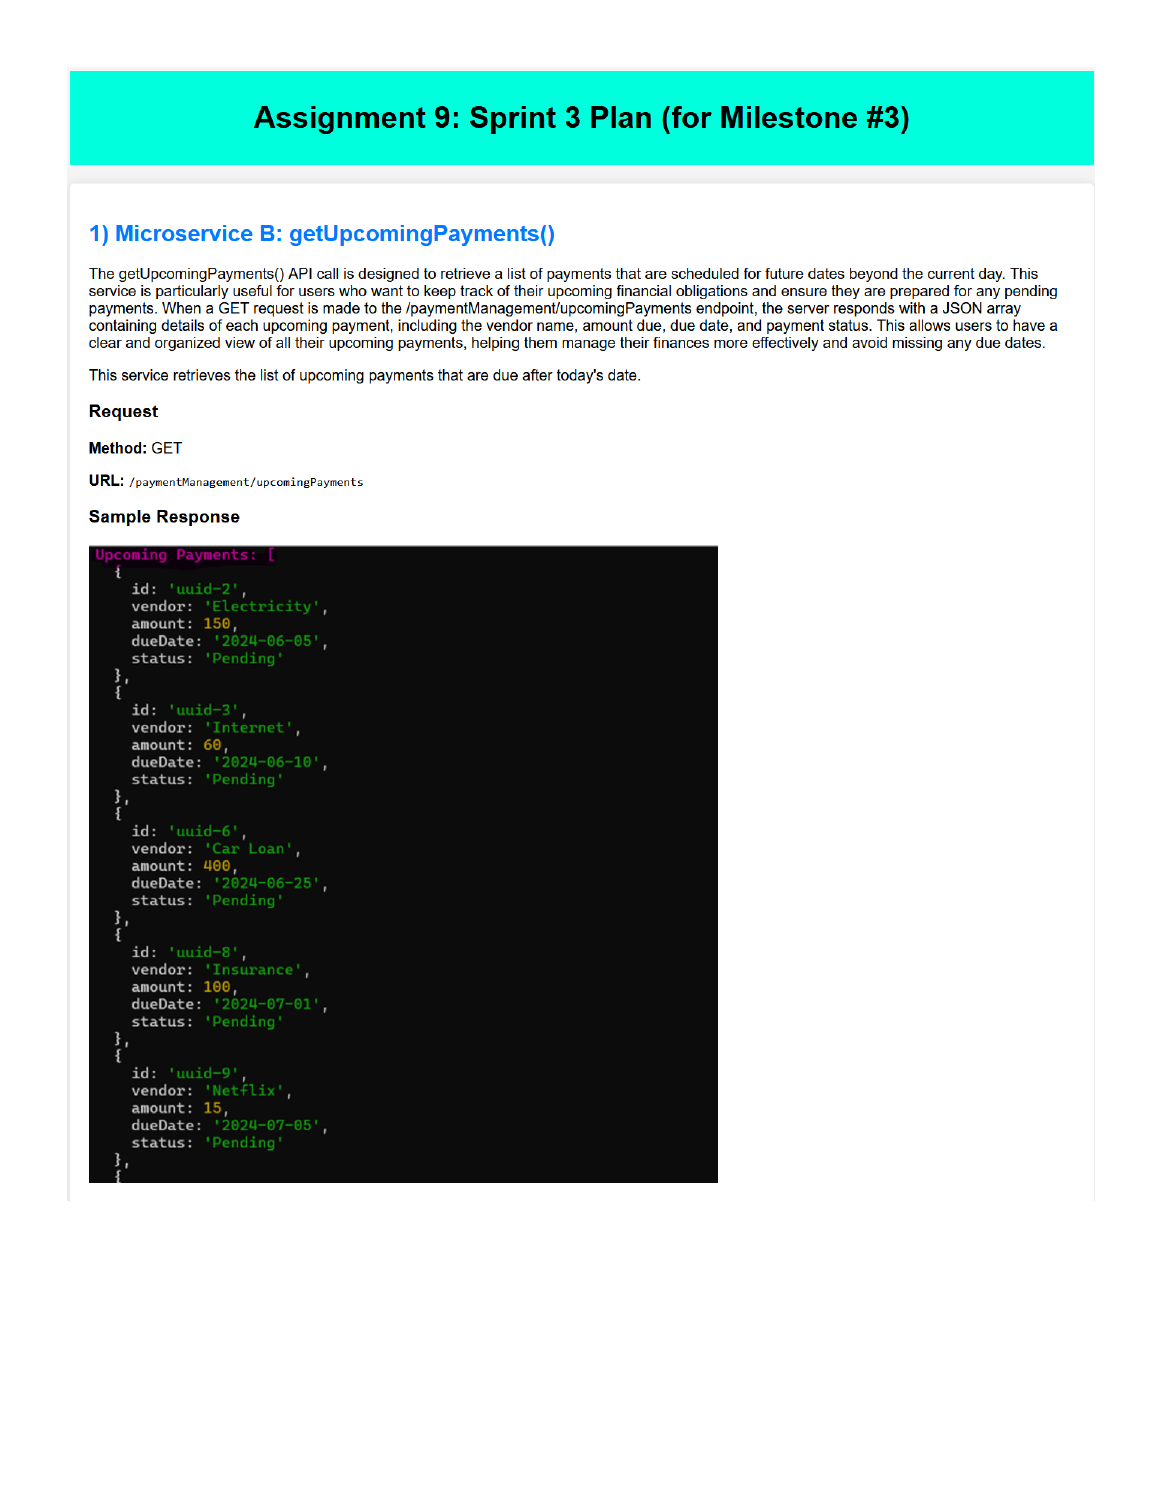 Assignment 9: Sprint 3 Plan (for Milestone #3)
1) Microservice B: getUpcomingPayments()
The getUpcomingPayments() API call is designed to retrieve a list of payments that are scheduled for future dates beyond the current day. This
service is particularly useful for users who want to keep track of their upcoming financial obligations and ensure they are prepared for any pending
payments. When a GET request is made to the /paymentManagement/upcomingPayments endpoint, the server responds with a JSON array
containing details of each upcoming payment, including the vendor name, amount due, due date, and payment status. This allows users to have a
clear and organized view of all their upcoming payments, helping them manage their finances more effectively and avoid missing any due dates.
This service retrieves the list of upcoming payments that are due after today's date.
Request
Method: GET
URL: /paymentManagement/upcomingPayments
Sample Response
Upcoming Payments: [
{
id: 'uuid-2',
vendor: 'Electricity',
amount: 150,
dueDate: '2024-06-05',
status: 'Pending'
},
{
id: 'uuid-3',
vendor: 'Internet',
amount: 60,
dueDate: '2024-06-10',
status: 'Pending'
},
{
id: 'uuid-6',
vendor: 'Car Loan',
amount: 400,
dueDate: '2024-06-25',
status: 'Pending'
},
{
id: 'uuid-8',
vendor: 'Insurance',
amount: 100,
dueDate: '2024-07-01',
status: 'Pending'
},
{
id: 'uuid-9',
vendor: 'Netflix',
amount: 15,
dueDate: '2024-07-05',
status: 'Pending'
},
{